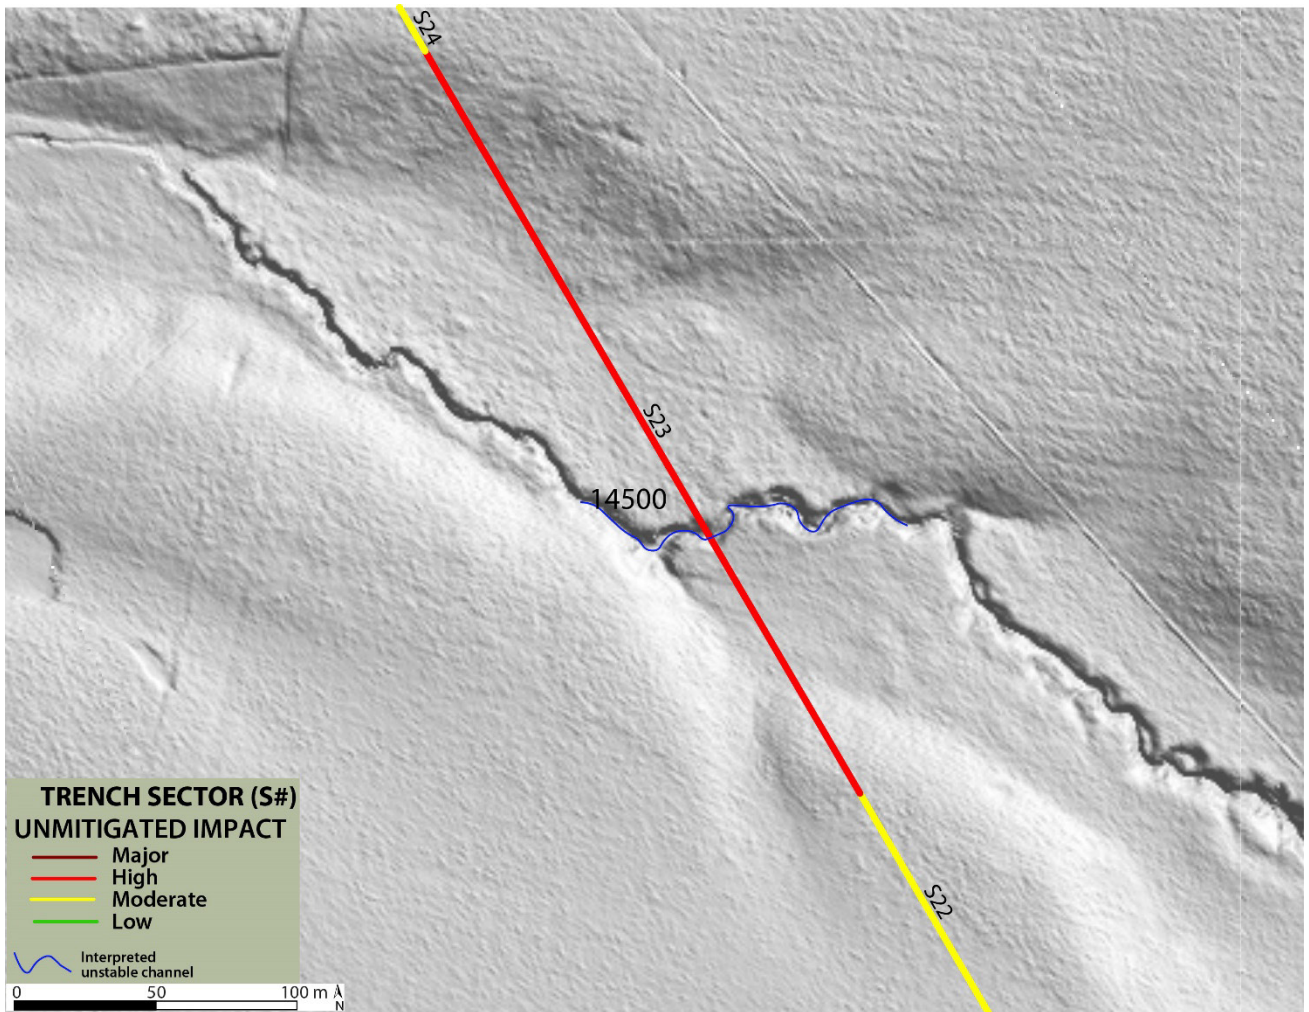 S24
S23
14500
S22
TRENCH SECTOR (S#)
UNMITIGATED IMPACT
Major
High
Moderate
Low
Interpreted
unstable channel
0 50 100 m
N